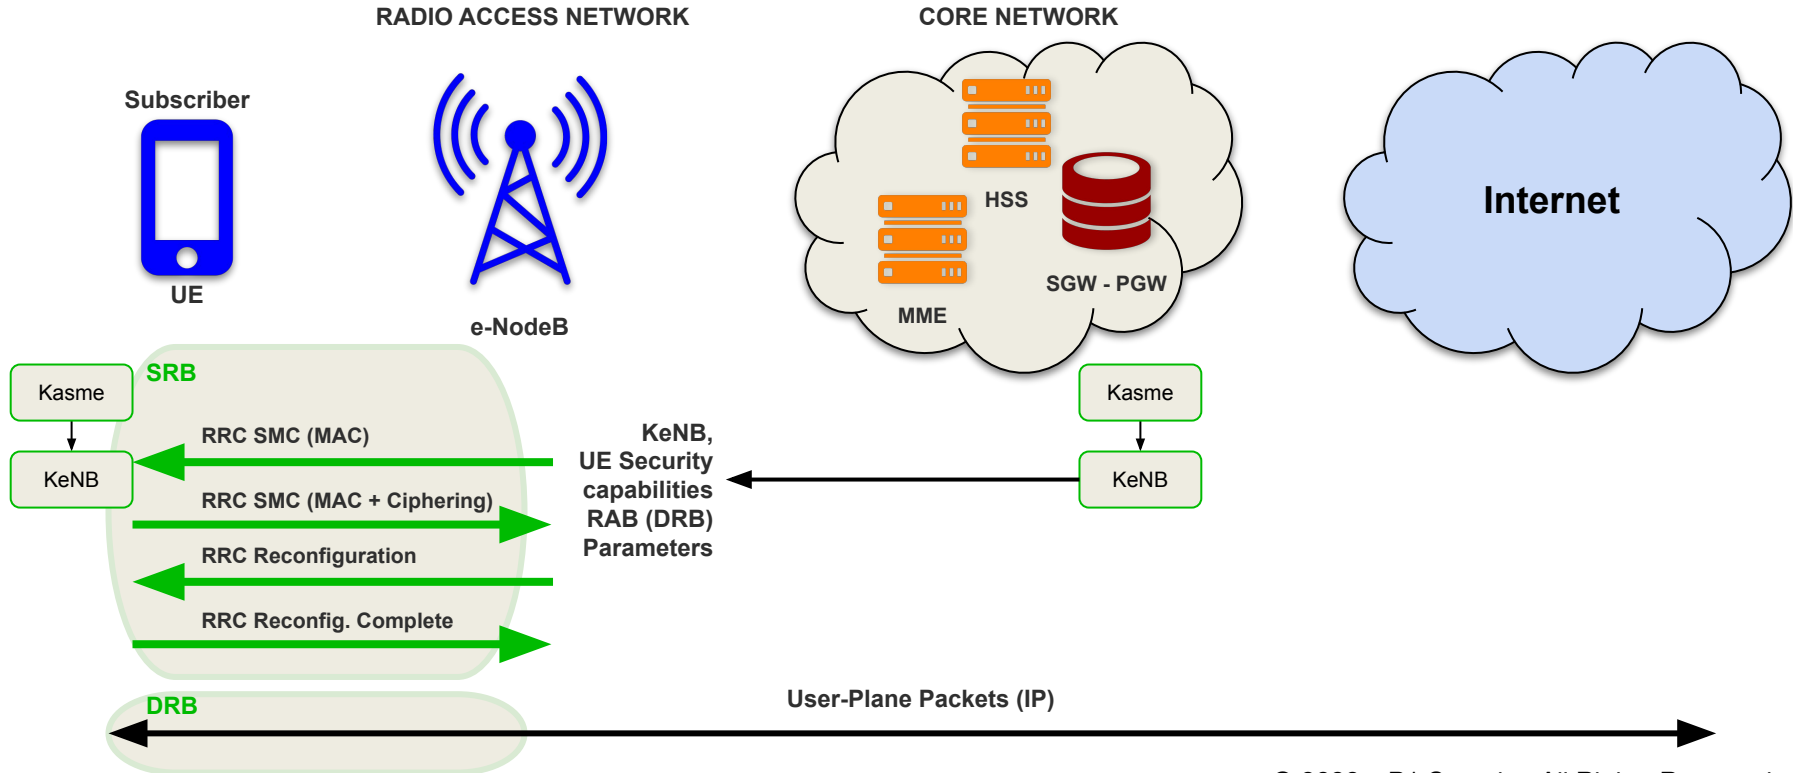 RADIO ACCESS NETWORK
CORE NETWORK
Subscriber
UE
e-NodeB
HSS
MME
SGW - PGW
Internet
SRB
Kasme
KeNB
RRC SMC (MAC)
RRC SMC (MAC + Ciphering)
RRC Reconfiguration
RRC Reconfig. Complete
KeNB,
UE Security
capabilities
RAB (DRB)
Parameters
Kasme
KeNB
DRB
User-Plane Packets (IP)